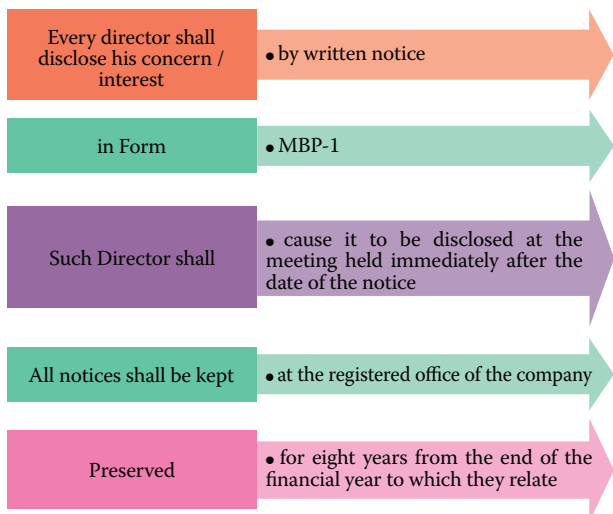 Every director shall
disclose his concern /
interest
• by written notice
in Form
• MBP-1
Such Director shall
• cause it to be disclosed at the
meeting held immediately after the
date of the notice
All notices shall be kept
• at the registered office of the company
Preserved
• for eight years from the end of the
financial year to which they relate